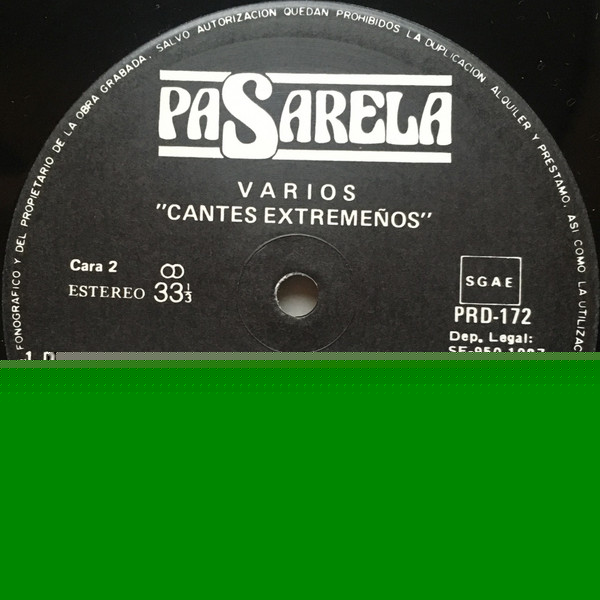 FONOGRAFICO Y DEL PROPIETARIO DE LA OBRA GRABADA. SALVO AUTORIZACION QUEDAN PROHIBIDOS LA DUPLICACION ALQUILER Y PRESTAMO, ASI COMO LA UTILIZAC
PASARELA
VARIOS
"CANTES EXTREMEÑOS"
Cara 2
ESTEREO 33⅓
SGAE
PRD-172
Dep. Legal: